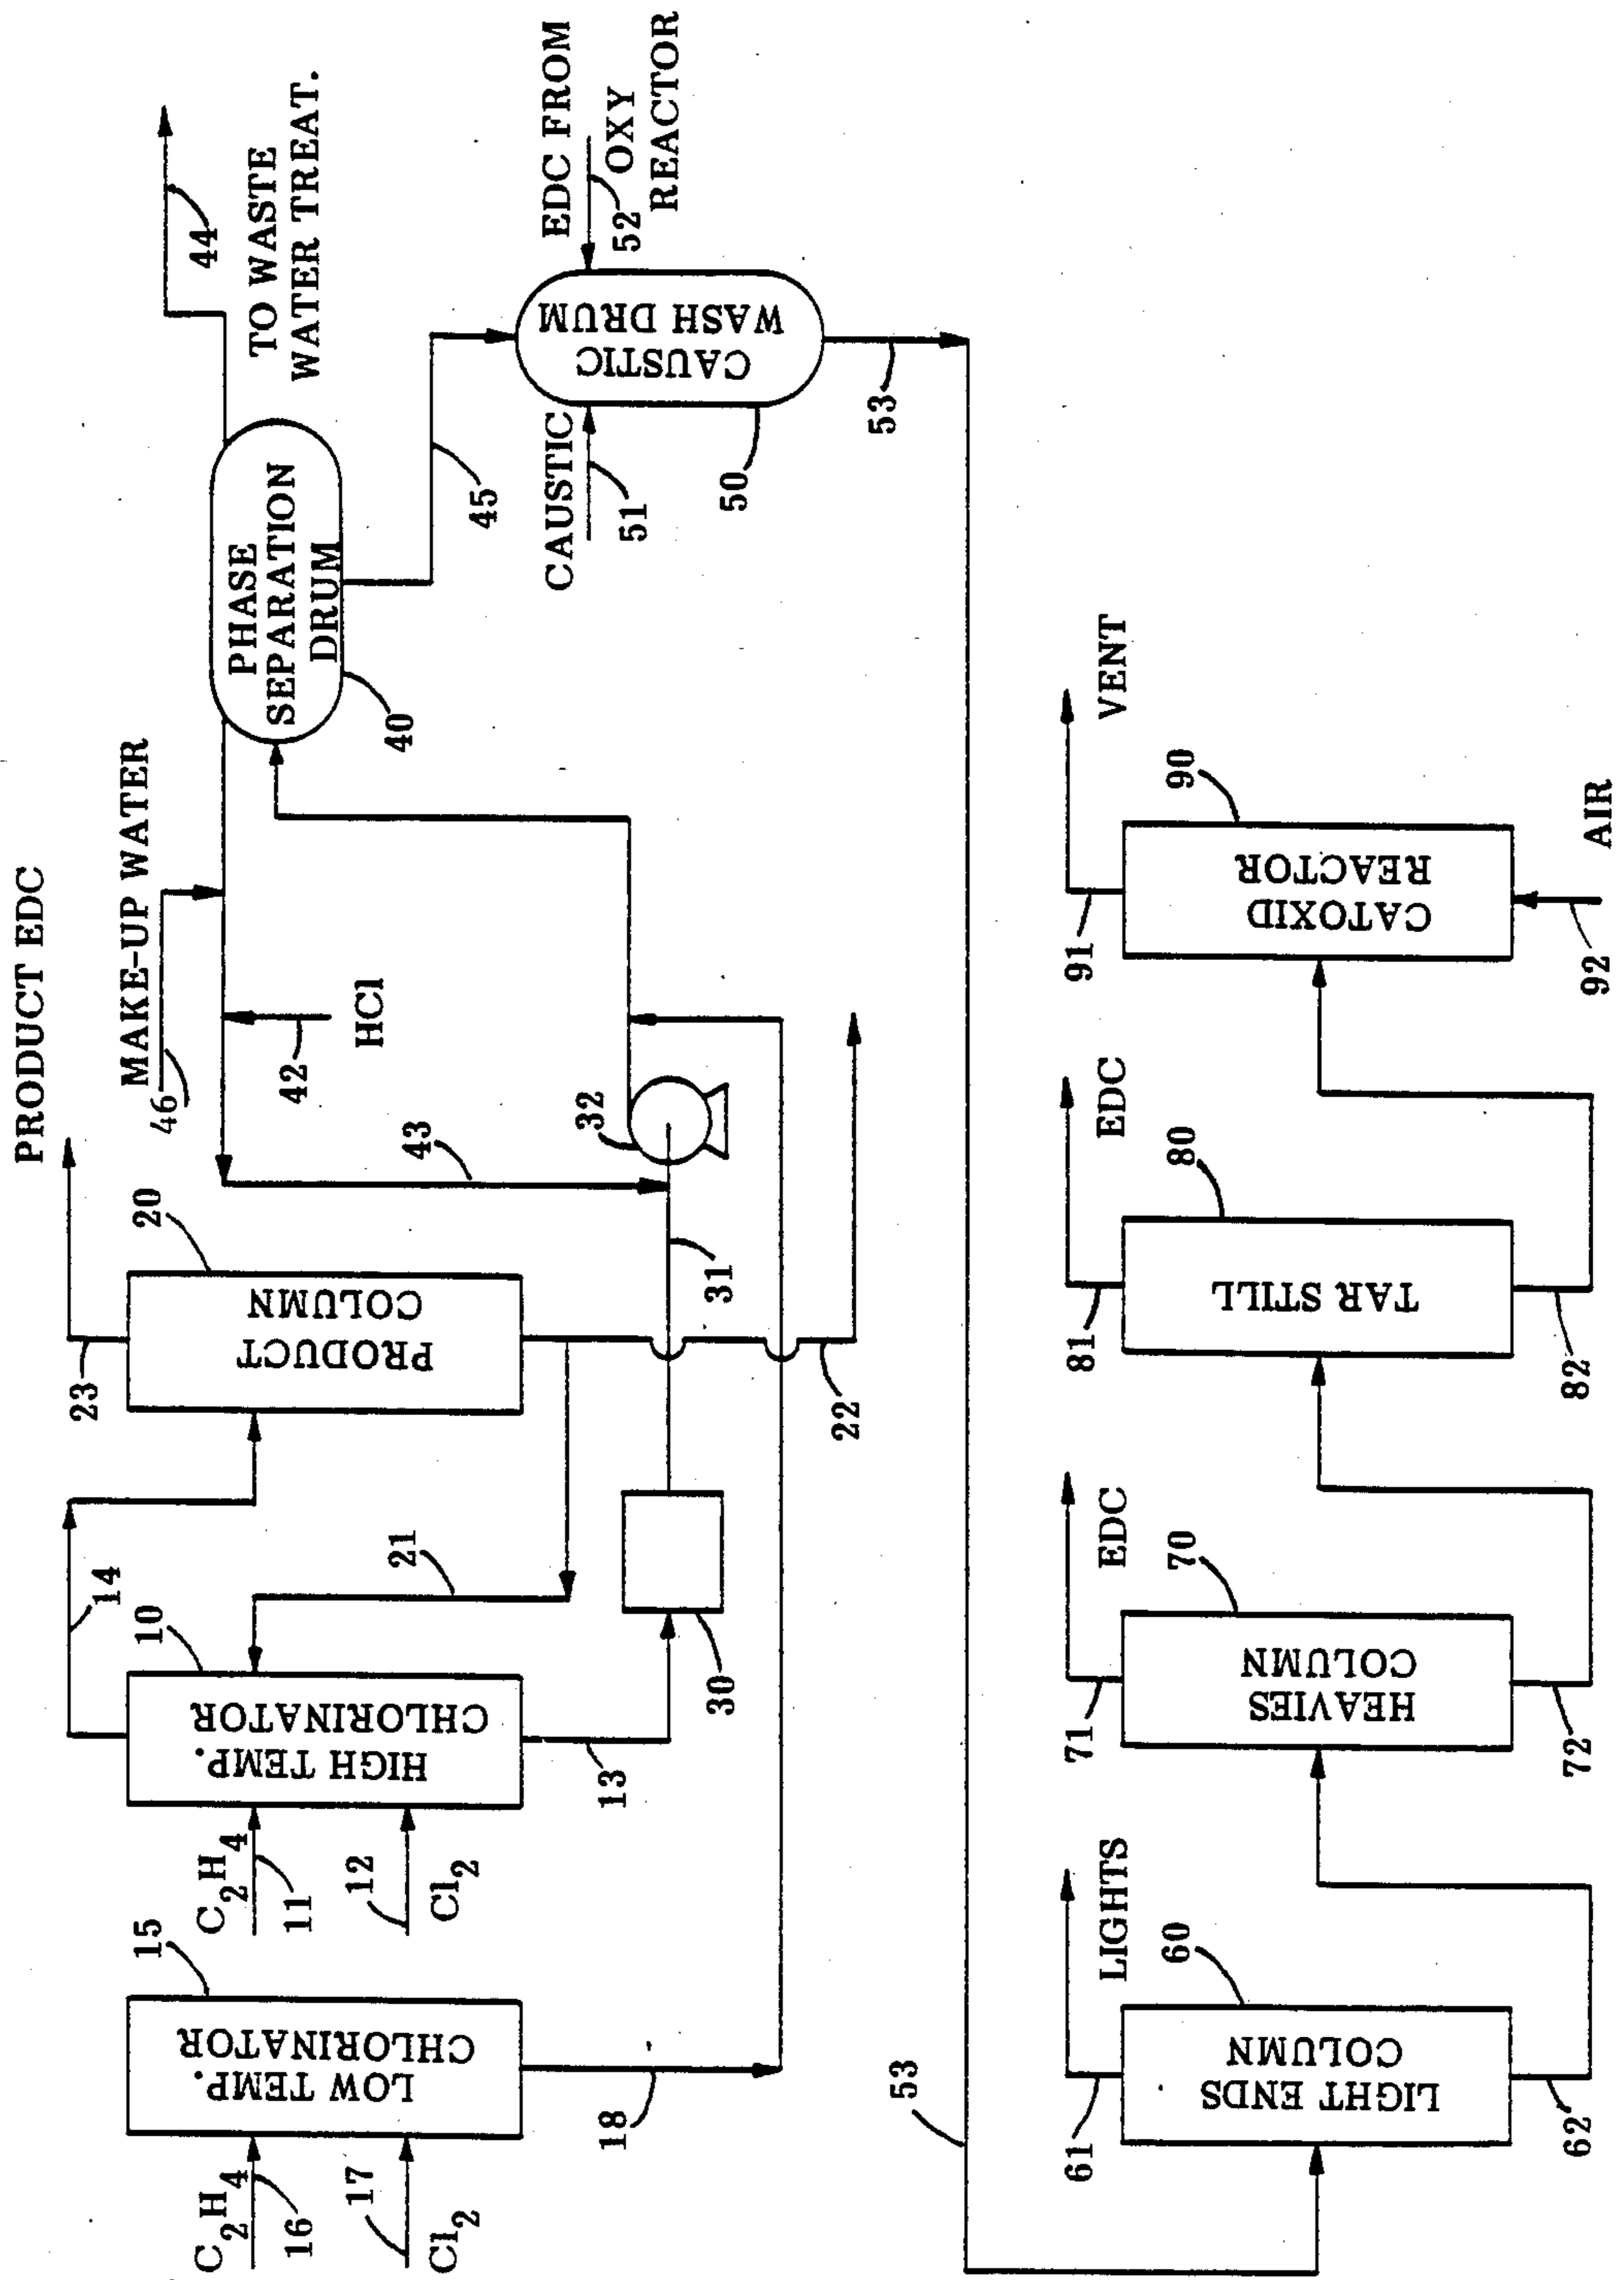 PRODUCT EDC
MAKE-UP WATER
46
42
HCl
43
44
TO WASTE
WATER TREAT.
PHASE
SEPARATION
DRUM
40
45
EDC FROM
52 OXY
REACTOR
CAUSTIC
51
CAUSTIC
WASH DRUM
50
53
C2H4
16
17
Cl2
15
LOW TEMP.
CHLORINATOR
18
C2H4
11
12
Cl2
10
HIGH TEMP.
CHLORINATOR
13
14
21
30
23
20
PRODUCT
COLUMN
31
32
22
53
LIGHTS
61
60
LIGHT ENDS
COLUMN
62
EDC
71
70
HEAVIES
COLUMN
72
EDC
81
80
TAR STILL
82
VENT
91
90
CATOXID
REACTOR
92
AIR